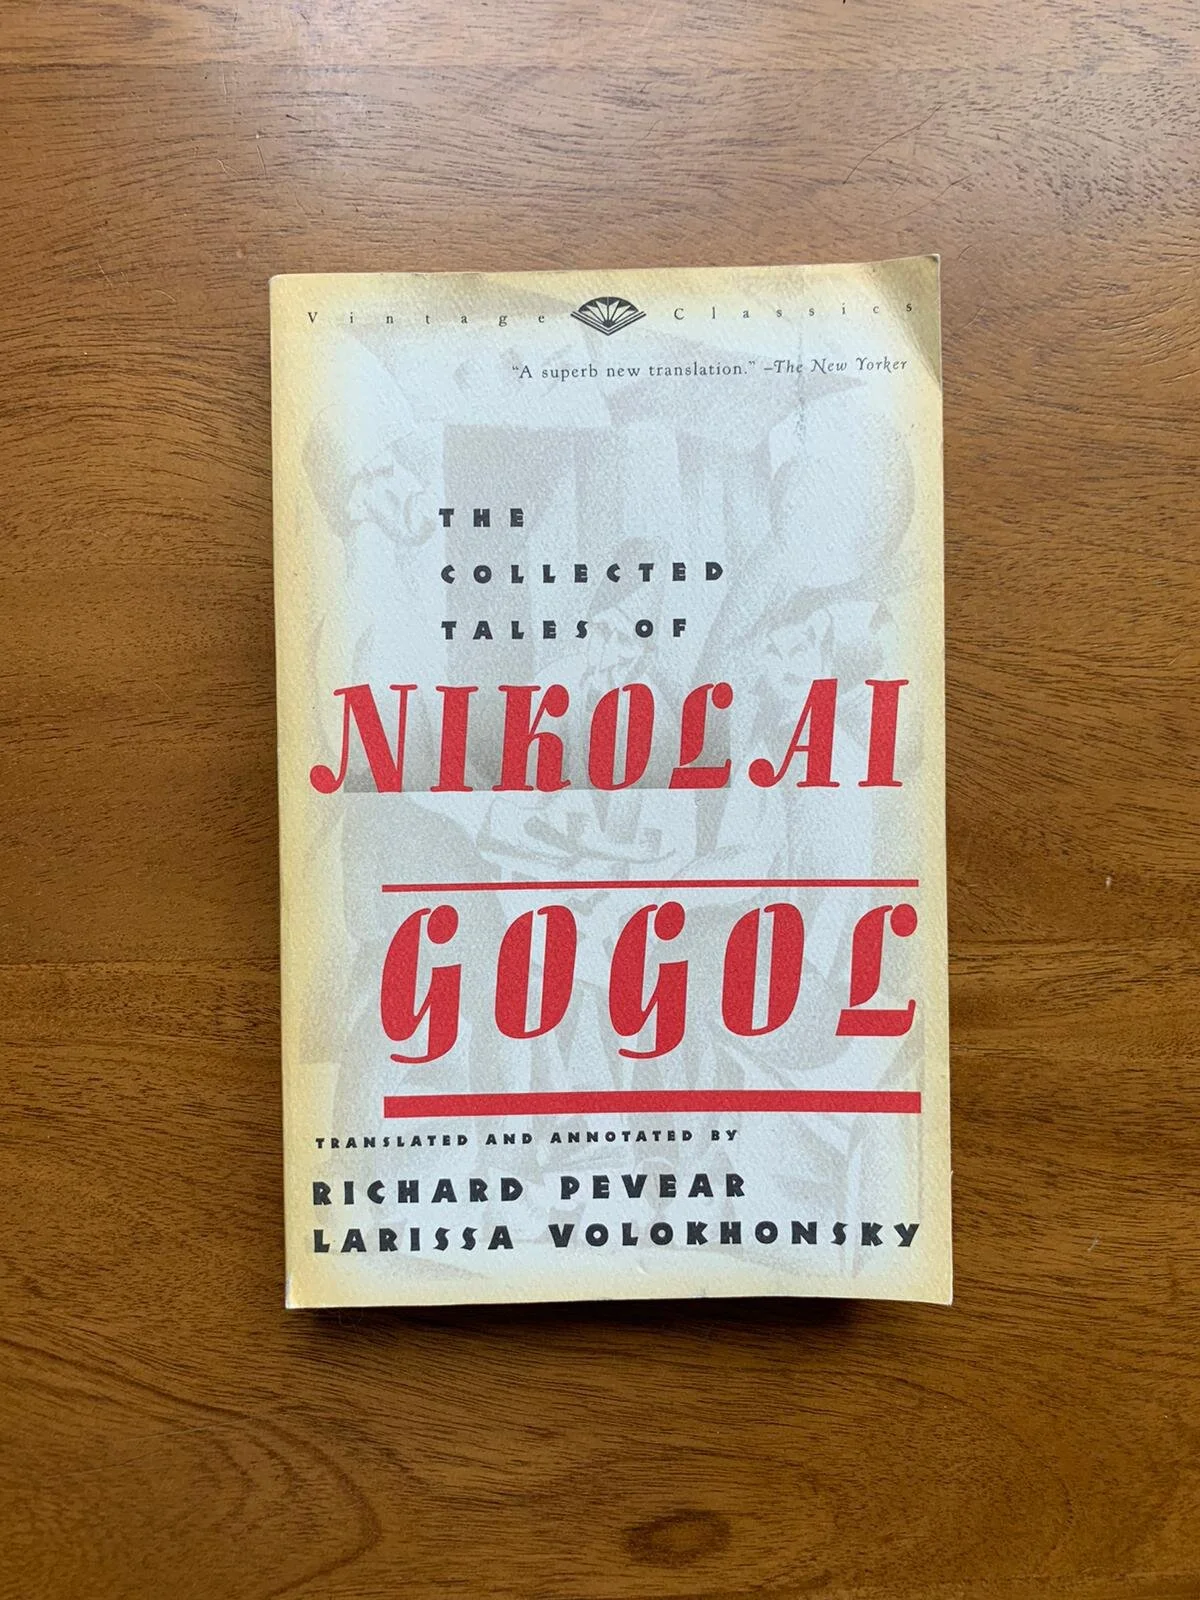 Vintage Classics
“A superb new translation.” –The New Yorker
THE
COLLECTED
TALES OF
NIKOLAI
GOGOL
TRANSLATED AND ANNOTATED BY
RICHARD PEVEAR
LARISSA VOLOKHONSKY